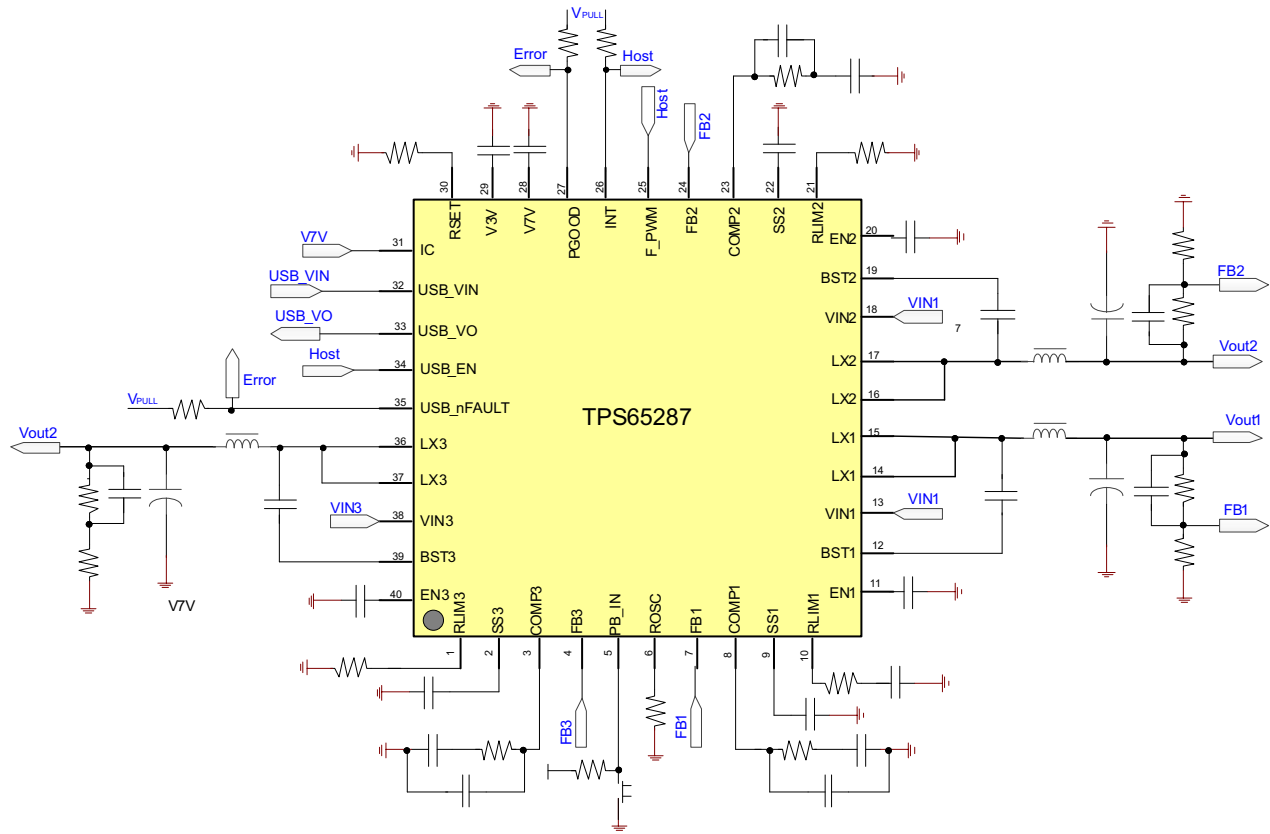 VPULL
Error
Host
Host
FB2
30
29
28
27
26
25
24
23
22
21
RSET
V3V
V7V
PGOOD
INT
F_PWM
FB2
COMP2
SS2
RLIM2
V7V
31
IC
USB_VIN
32
USB_VIN
USB_VO
33
USB_VO
Host
34
USB_EN
Error
VPULL
35
USB_nFAULT
Vout2
36
LX3
37
LX3
VIN3
38
VIN3
39
BST3
V7V
40
EN3
TPS65287
EN2
20
BST2
19
VIN2
18
VIN1
7
LX2
17
LX2
16
FB2
Vout2
LX1
15
LX1
14
Vout1
VIN1
13
VIN1
FB1
BST1
12
EN1
11
RLIM3
SS3
COMP3
FB3
PB_IN
ROSC
FB1
COMP1
SS1
RLIM1
1
2
3
4
5
6
7
8
9
10
FB3
FB1